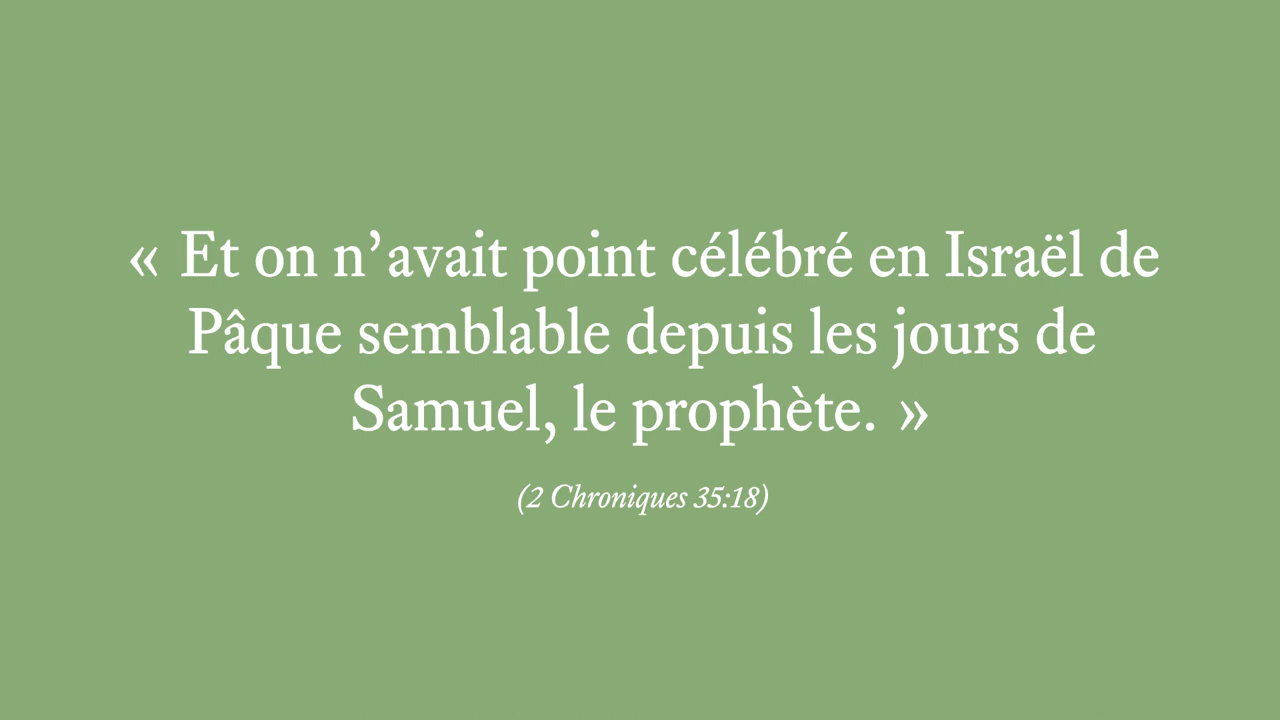 « Et on n’avait point célébré en Israël de
Pâque semblable depuis les jours de
Samuel, le prophète. »
(2 Chroniques 35:18)